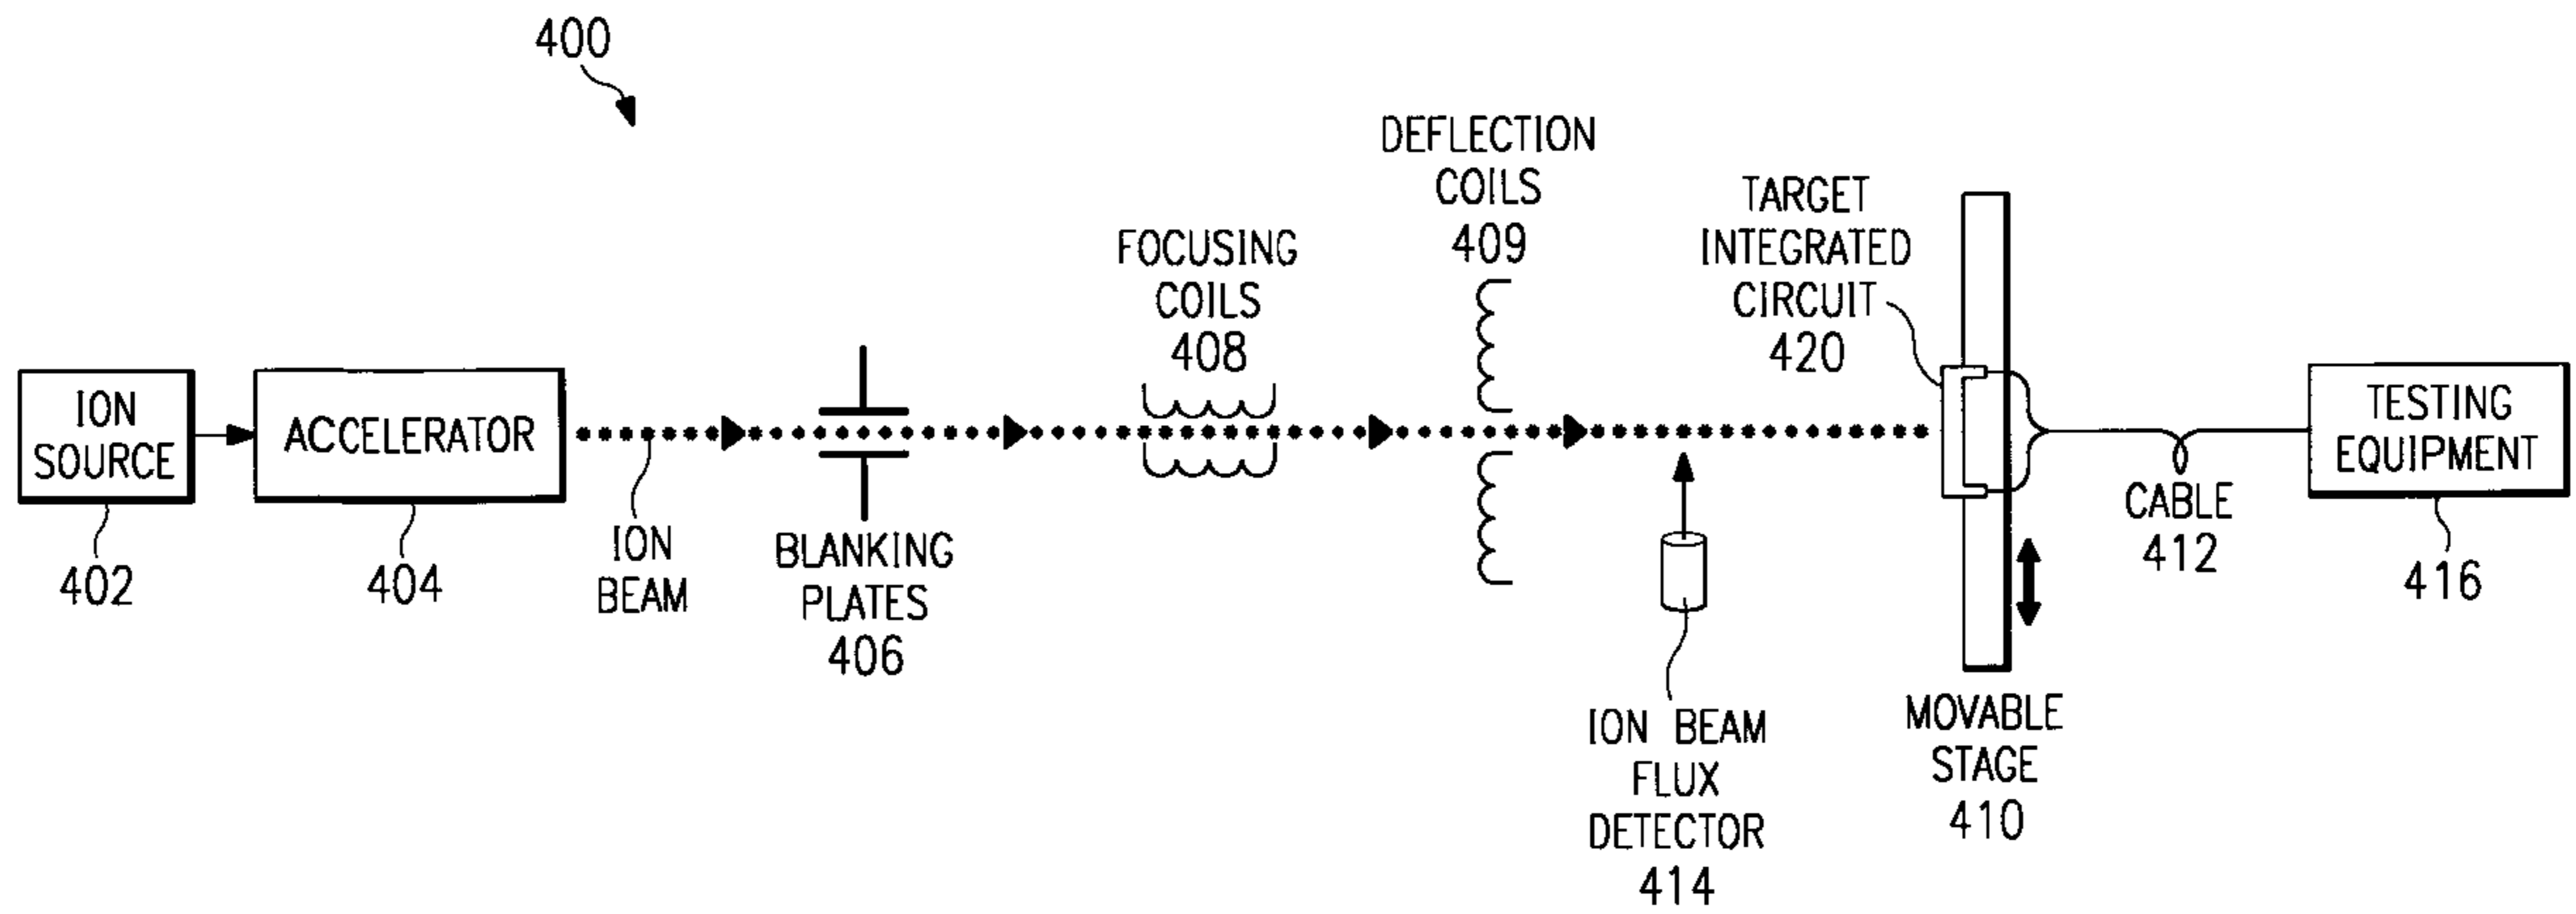 400
ION
SOURCE
402
ACCELERATOR
404
ION
BEAM
BLANKING
PLATES
406
FOCUSING
COILS
408
DEFLECTION
COILS
409
ION BEAM
FLUX
DETECTOR
414
TARGET
INTEGRATED
CIRCUIT
420
MOVABLE
STAGE
410
CABLE
412
TESTING
EQUIPMENT
416